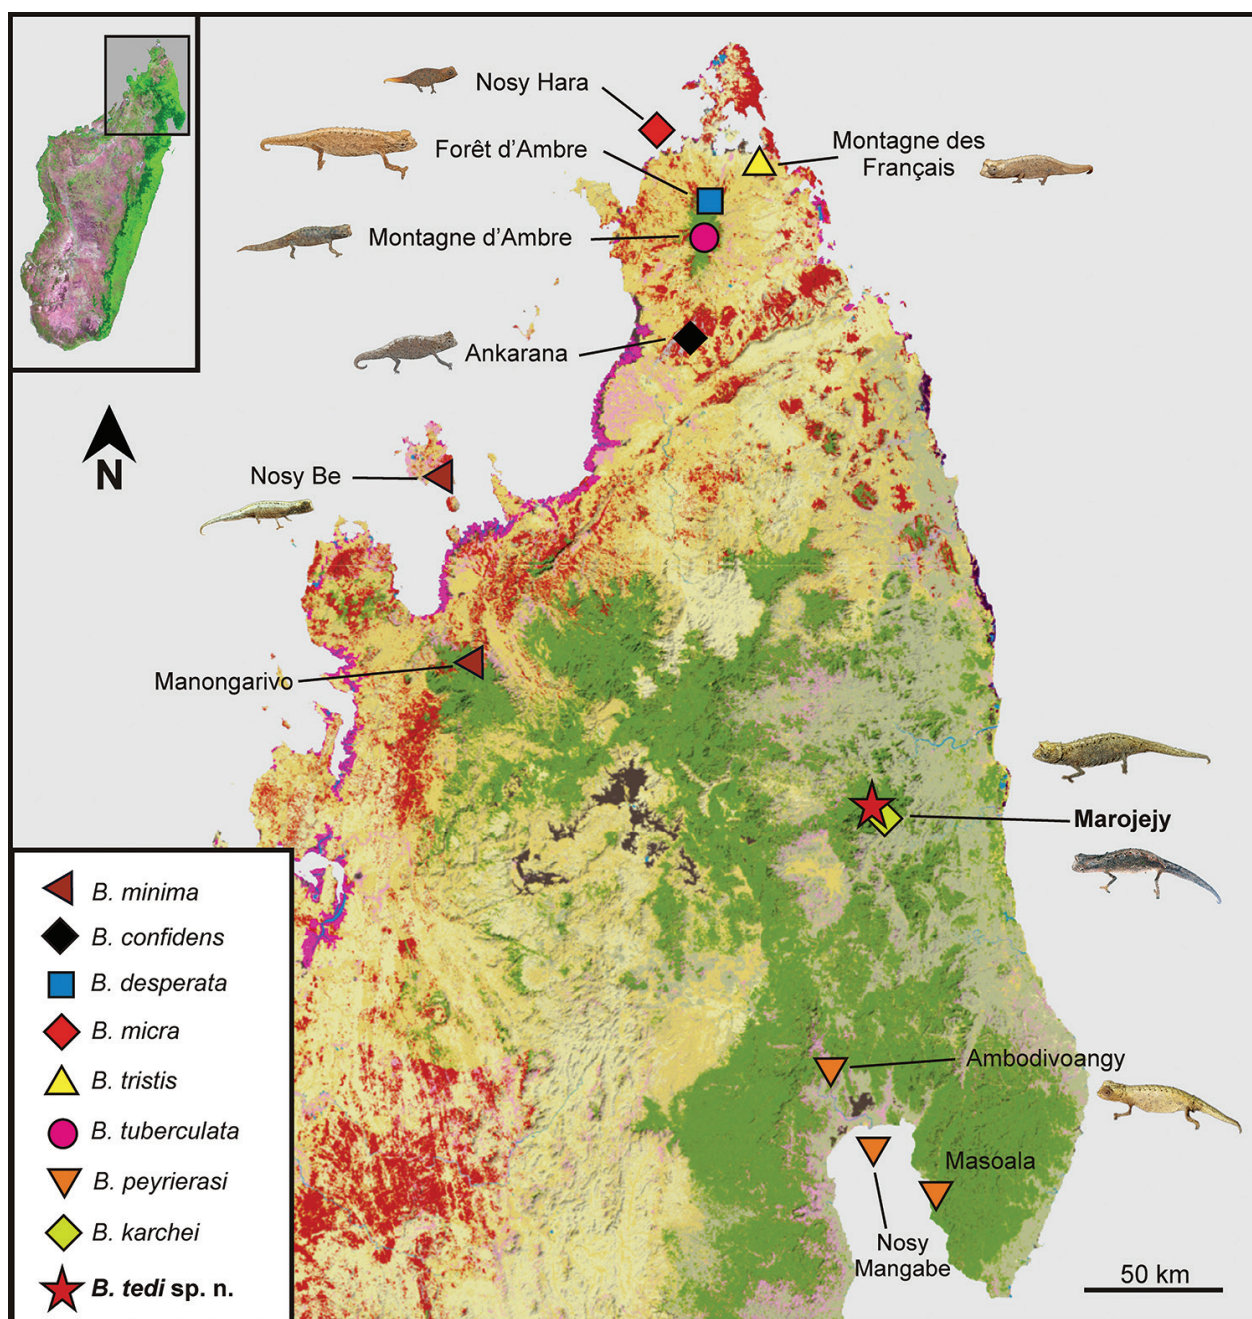 Nosy Hara
Forêt d’Ambre
Montagne des
Français
Montagne d’Ambre
Ankarana
N
Nosy Be
Manongarivo
Marojejy
Ambodivoangy
Masoala
Nosy
Mangabe
50 km
B. minima
B. confidens
B. desperata
B. micra
B. tristis
B. tuberculata
B. peyrierasi
B. karchei
B. tedi sp. n.